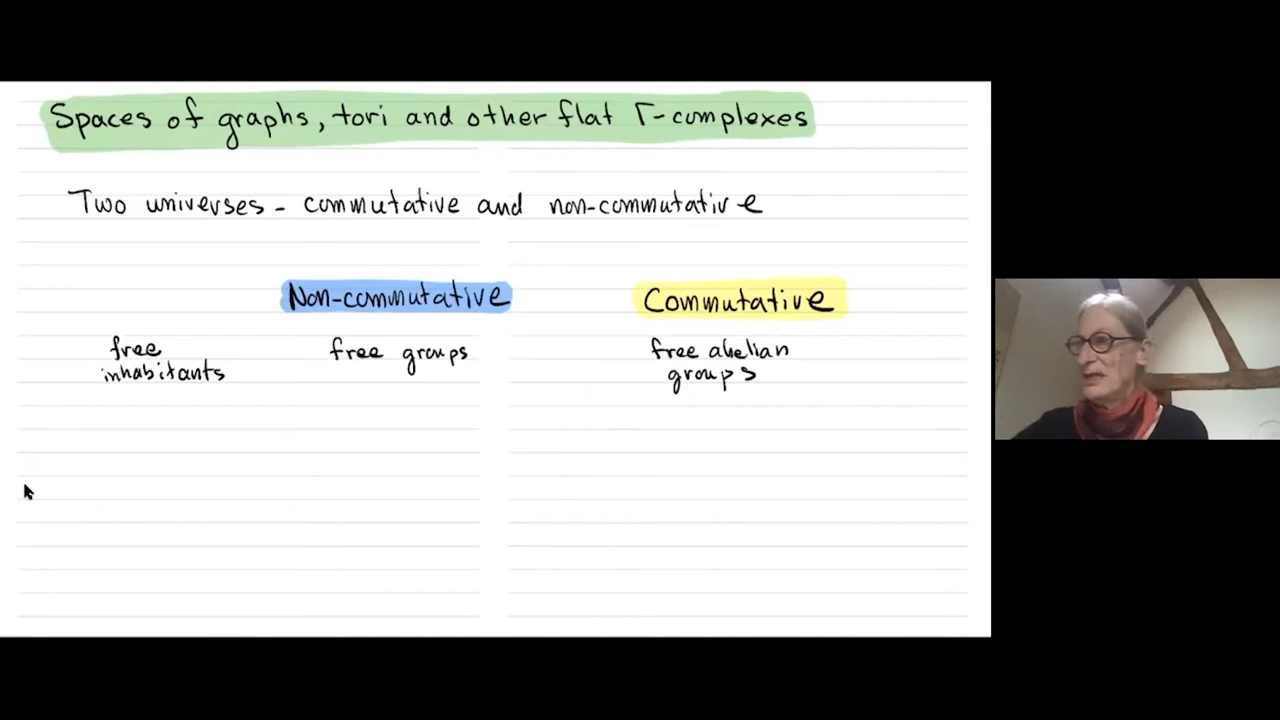 Spaces of graphs, tori and other flat Γ-complexes
Two universes - commutative and non-commutative
Non-commutative Commutative
free free groups free abelian
inhabitants groups